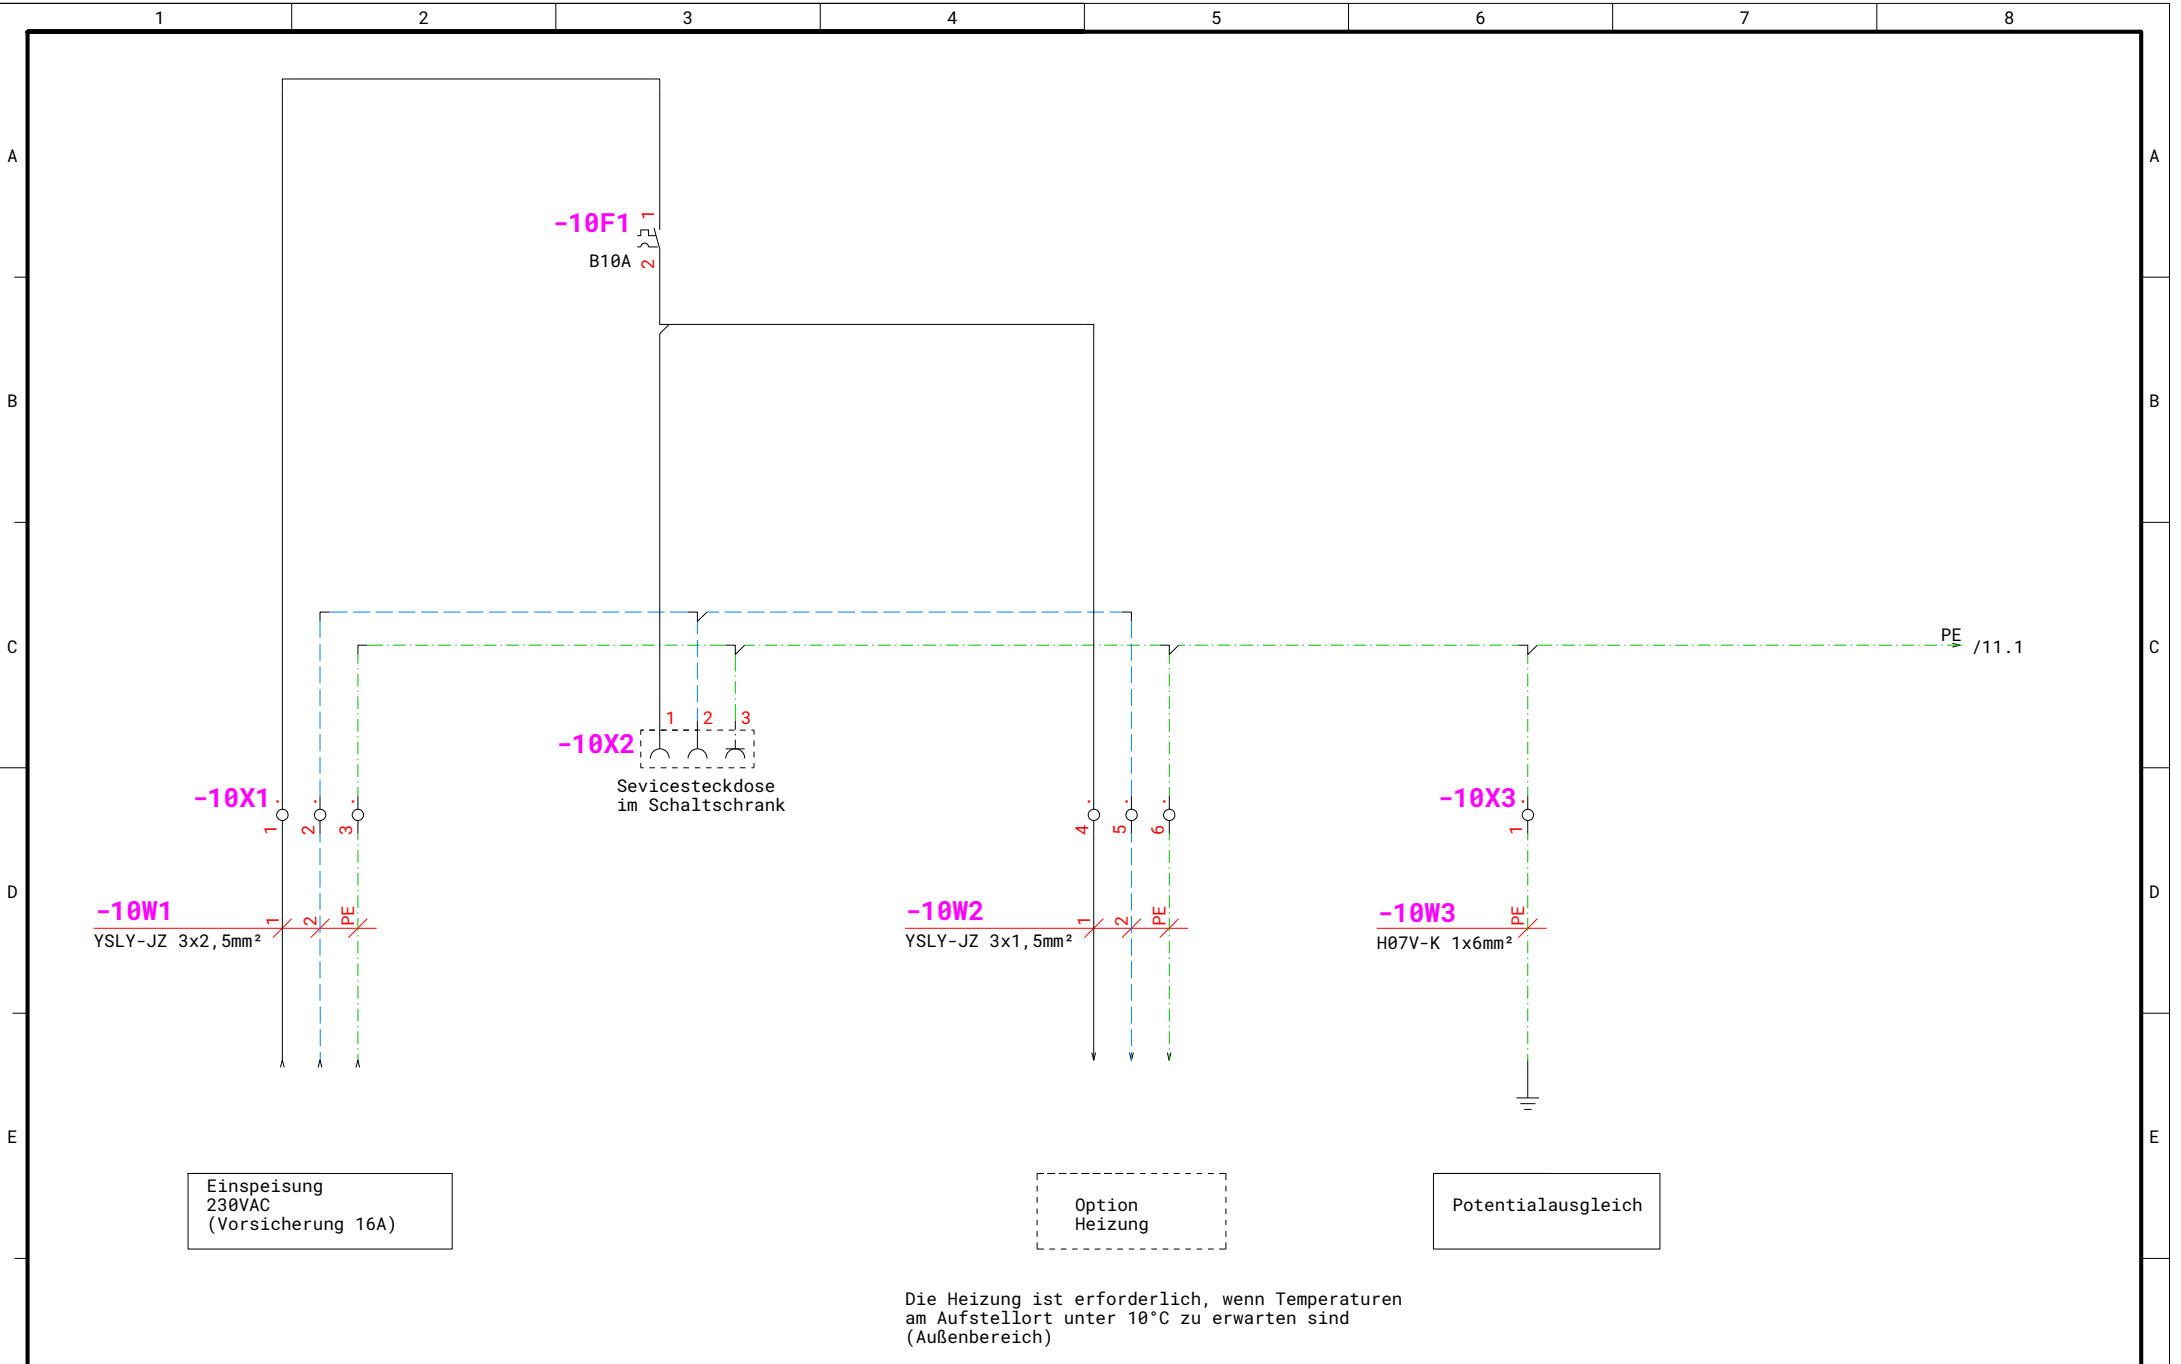 1 2 3 4 5 6 7 8
A A
-10F1 1
B10A 2
B B
C C
PE /11.1
1 2 3
-10X2
Sevicesteckdose
im Schaltschrank
-10X1 . . .
1 2 3
. . .
4 5 6
-10X3 .
1
D D
-10W1 1 2 PE
YSLY-JZ 3x2,5mm²
-10W2 1 2 PE
YSLY-JZ 3x1,5mm²
-10W3 PE
H07V-K 1x6mm²
E E
Einspeisung
230VAC
(Vorsicherung 16A)
Option
Heizung
Potentialausgleich
Die Heizung ist erforderlich, wenn Temperaturen
am Aufstellort unter 10°C zu erwarten sind
(Außenbereich)